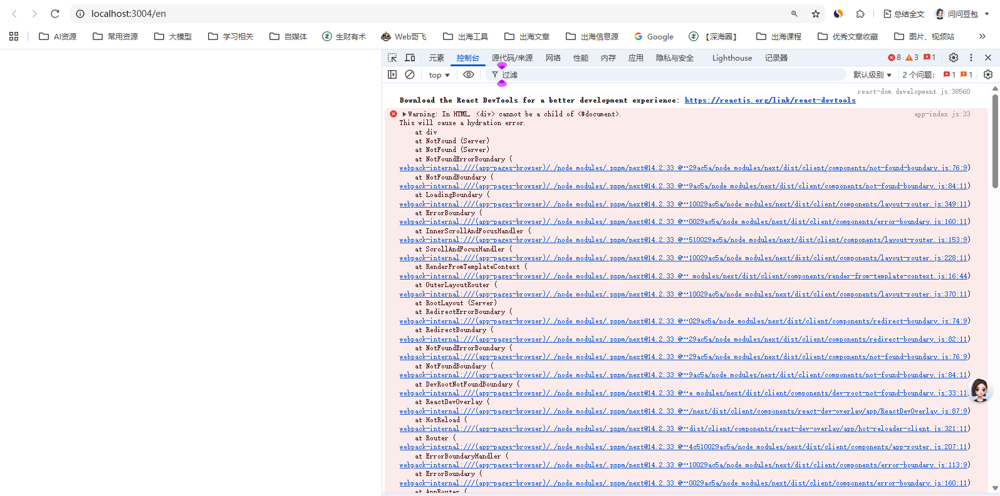 localhost:3004/en
总结全文
问问豆包
AI资源
常用资源
大模型
学习相关
自媒体
生财有术
Web哥飞
出海工具
出海文章
出海信息源
Google
【深海圈】
出海课程
优秀文章收藏
图片、视频站
元素
控制台
源代码/来源
网络
性能
内存
应用
隐私与安全
Lighthouse
记录器
8
3
1
top
过滤
默认级别
2 个问题:
1
1
react-dom.development.js:38560
Download the React DevTools for a better development experience: https://reactjs.org/link/react-devtools
Warning: In HTML, <div> cannot be a child of <#document>. app-index.js:33
This will cause a hydration error.
at div
at NotFound (Server)
at NotFound (Server)
at NotFoundErrorBoundary (
webpack-internal:///(app-pages-browser)/./node_modules/.pnpm/next@14.2.33_@…29ac5a/node_modules/next/dist/client/components/not-found-boundary.js:76:9)
at NotFoundBoundary (
webpack-internal:///(app-pages-browser)/./node_modules/.pnpm/next@14.2.33_@…9ac5a/node_modules/next/dist/client/components/not-found-boundary.js:84:11)
at LoadingBoundary (
webpack-internal:///(app-pages-browser)/./node_modules/.pnpm/next@14.2.33_@…10029ac5a/node_modules/next/dist/client/components/layout-router.js:349:11)
at ErrorBoundary (
webpack-internal:///(app-pages-browser)/./node_modules/.pnpm/next@14.2.33_@…0029ac5a/node_modules/next/dist/client/components/error-boundary.js:160:11)
at InnerScrollAndFocusHandler (
webpack-internal:///(app-pages-browser)/./node_modules/.pnpm/next@14.2.33_@…510029ac5a/node_modules/next/dist/client/components/layout-router.js:153:9)
at ScrollAndFocusHandler (
webpack-internal:///(app-pages-browser)/./node_modules/.pnpm/next@14.2.33_@…10029ac5a/node_modules/next/dist/client/components/layout-router.js:228:11)
at RenderFromTemplateContext (
webpack-internal:///(app-pages-browser)/./node_modules/.pnpm/next@14.2.33_@…_modules/next/dist/client/components/render-from-template-context.js:16:44)
at OuterLayoutRouter (
webpack-internal:///(app-pages-browser)/./node_modules/.pnpm/next@14.2.33_@…10029ac5a/node_modules/next/dist/client/components/layout-router.js:370:11)
at RootLayout (Server)
at RedirectErrorBoundary (
webpack-internal:///(app-pages-browser)/./node_modules/.pnpm/next@14.2.33_@…029ac5a/node_modules/next/dist/client/components/redirect-boundary.js:74:9)
at RedirectBoundary (
webpack-internal:///(app-pages-browser)/./node_modules/.pnpm/next@14.2.33_@…29ac5a/node_modules/next/dist/client/components/redirect-boundary.js:82:11)
at NotFoundErrorBoundary (
webpack-internal:///(app-pages-browser)/./node_modules/.pnpm/next@14.2.33_@…29ac5a/node_modules/next/dist/client/components/not-found-boundary.js:76:9)
at NotFoundBoundary (
webpack-internal:///(app-pages-browser)/./node_modules/.pnpm/next@14.2.33_@…9ac5a/node_modules/next/dist/client/components/not-found-boundary.js:84:11)
at DevRootNotFoundBoundary (
webpack-internal:///(app-pages-browser)/./node_modules/.pnpm/next@14.2.33_@…e_modules/next/dist/client/components/dev-root-not-found-boundary.js:33:11)
at ReactDevOverlay (
webpack-internal:///(app-pages-browser)/./node_modules/.pnpm/next@14.2.33_@…/next/dist/client/components/react-dev-overlay/app/ReactDevOverlay.js:87:9)
at HotReload (
webpack-internal:///(app-pages-browser)/./node_modules/.pnpm/next@14.2.33_@…dist/client/components/react-dev-overlay/app/hot-reloader-client.js:321:11)
at Router (
webpack-internal:///(app-pages-browser)/./node_modules/.pnpm/next@14.2.33_@…4c510029ac5a/node_modules/next/dist/client/components/app-router.js:207:11)
at ErrorBoundaryHandler (
webpack-internal:///(app-pages-browser)/./node_modules/.pnpm/next@14.2.33_@…10029ac5a/node_modules/next/dist/client/components/error-boundary.js:113:9)
at ErrorBoundary (
webpack-internal:///(app-pages-browser)/./node_modules/.pnpm/next@14.2.33_@…0029ac5a/node_modules/next/dist/client/components/error-boundary.js:160:11)
at AppRouter (